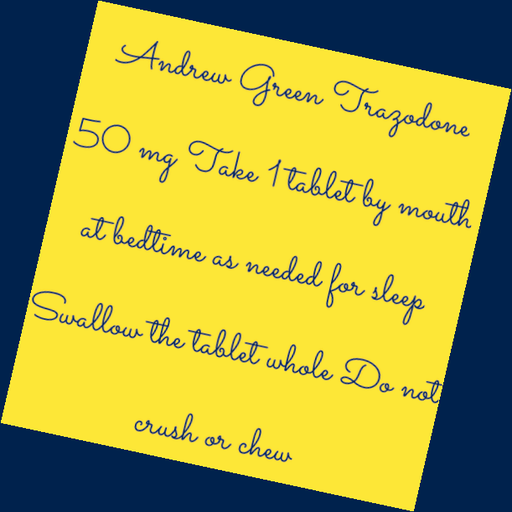 Andrew Green Trazodone
50 mg Take 1 tablet by mouth
at bedtime as needed for sleep
Swallow the tablet whole Do not
crush or chew